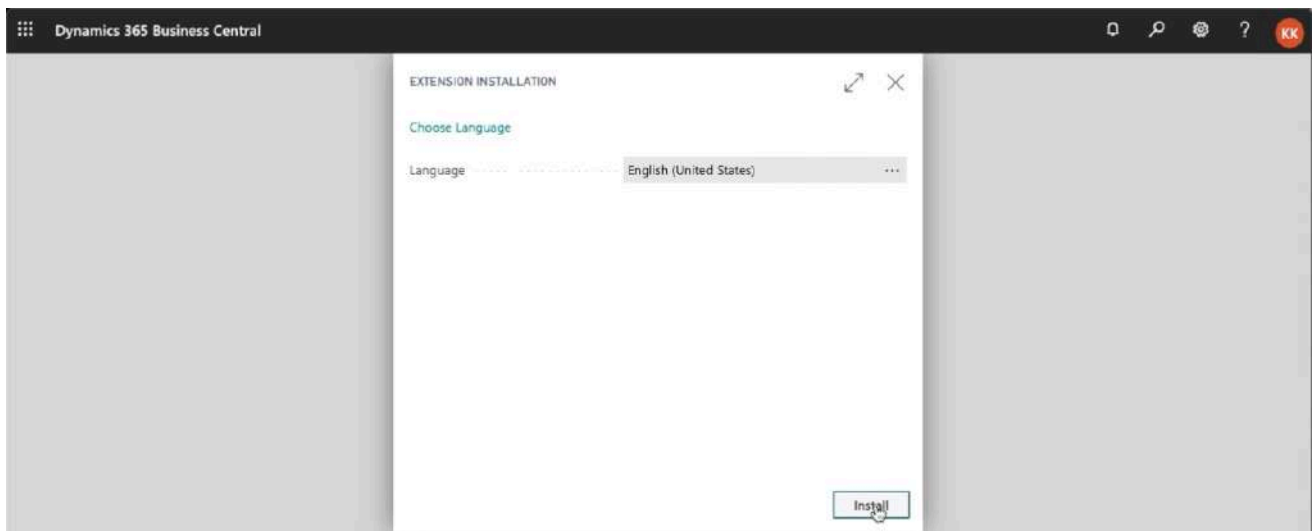 Dynamics 365 Business Central
?
KK
EXTENSION INSTALLATION
Choose Language
Language
English (United States)
...
Install